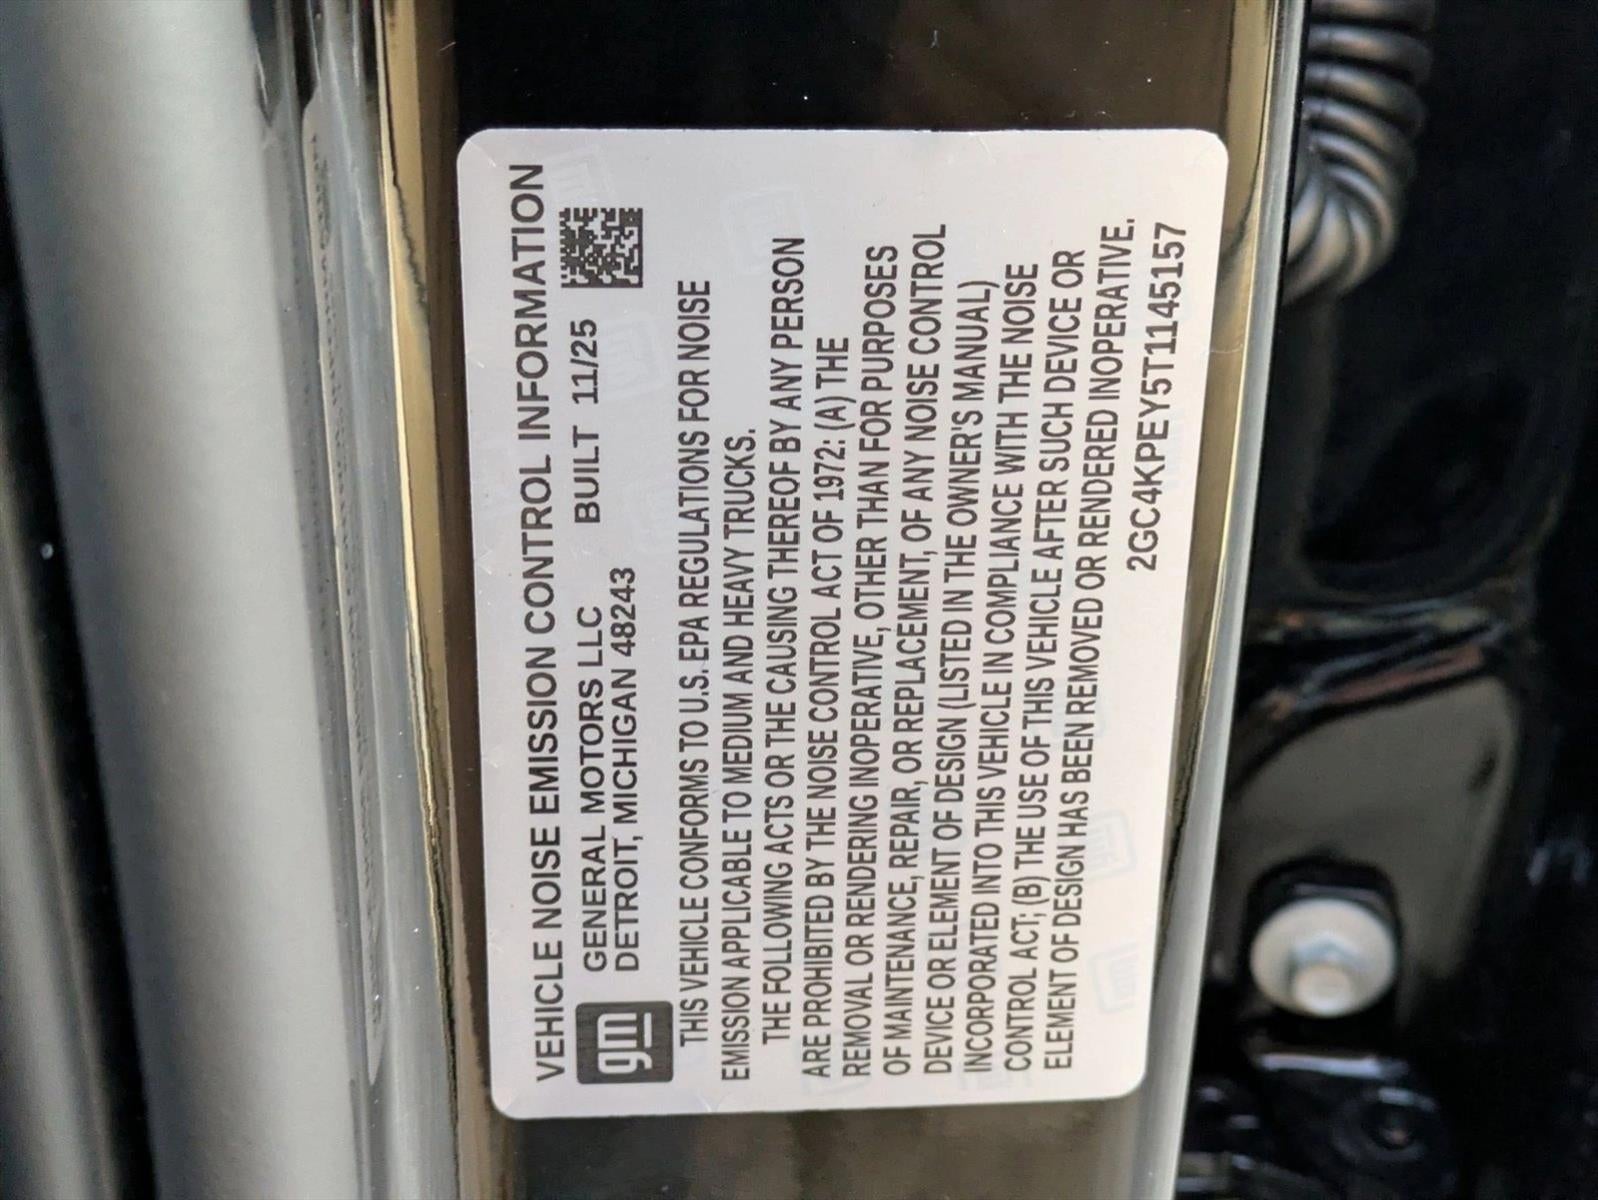 VEHICLE NOISE EMISSION CONTROL INFORMATION
gm
GENERAL MOTORS LLC BUILT 11/25
DETROIT, MICHIGAN 48243
THIS VEHICLE CONFORMS TO U.S. EPA REGULATIONS FOR NOISE
EMISSION APPLICABLE TO MEDIUM AND HEAVY TRUCKS.
THE FOLLOWING ACTS OR THE CAUSING THEREOF BY ANY PERSON
ARE PROHIBITED BY THE NOISE CONTROL ACT OF 1972: (A) THE
REMOVAL OR RENDERING INOPERATIVE, OTHER THAN FOR PURPOSES
OF MAINTENANCE, REPAIR, OR REPLACEMENT, OF ANY NOISE CONTROL
DEVICE OR ELEMENT OF DESIGN (LISTED IN THE OWNER'S MANUAL)
INCORPORATED INTO THIS VEHICLE IN COMPLIANCE WITH THE NOISE
CONTROL ACT; (B) THE USE OF THIS VEHICLE AFTER SUCH DEVICE OR
ELEMENT OF DESIGN HAS BEEN REMOVED OR RENDERED INOPERATIVE.
2GC4KPEY5T1145157